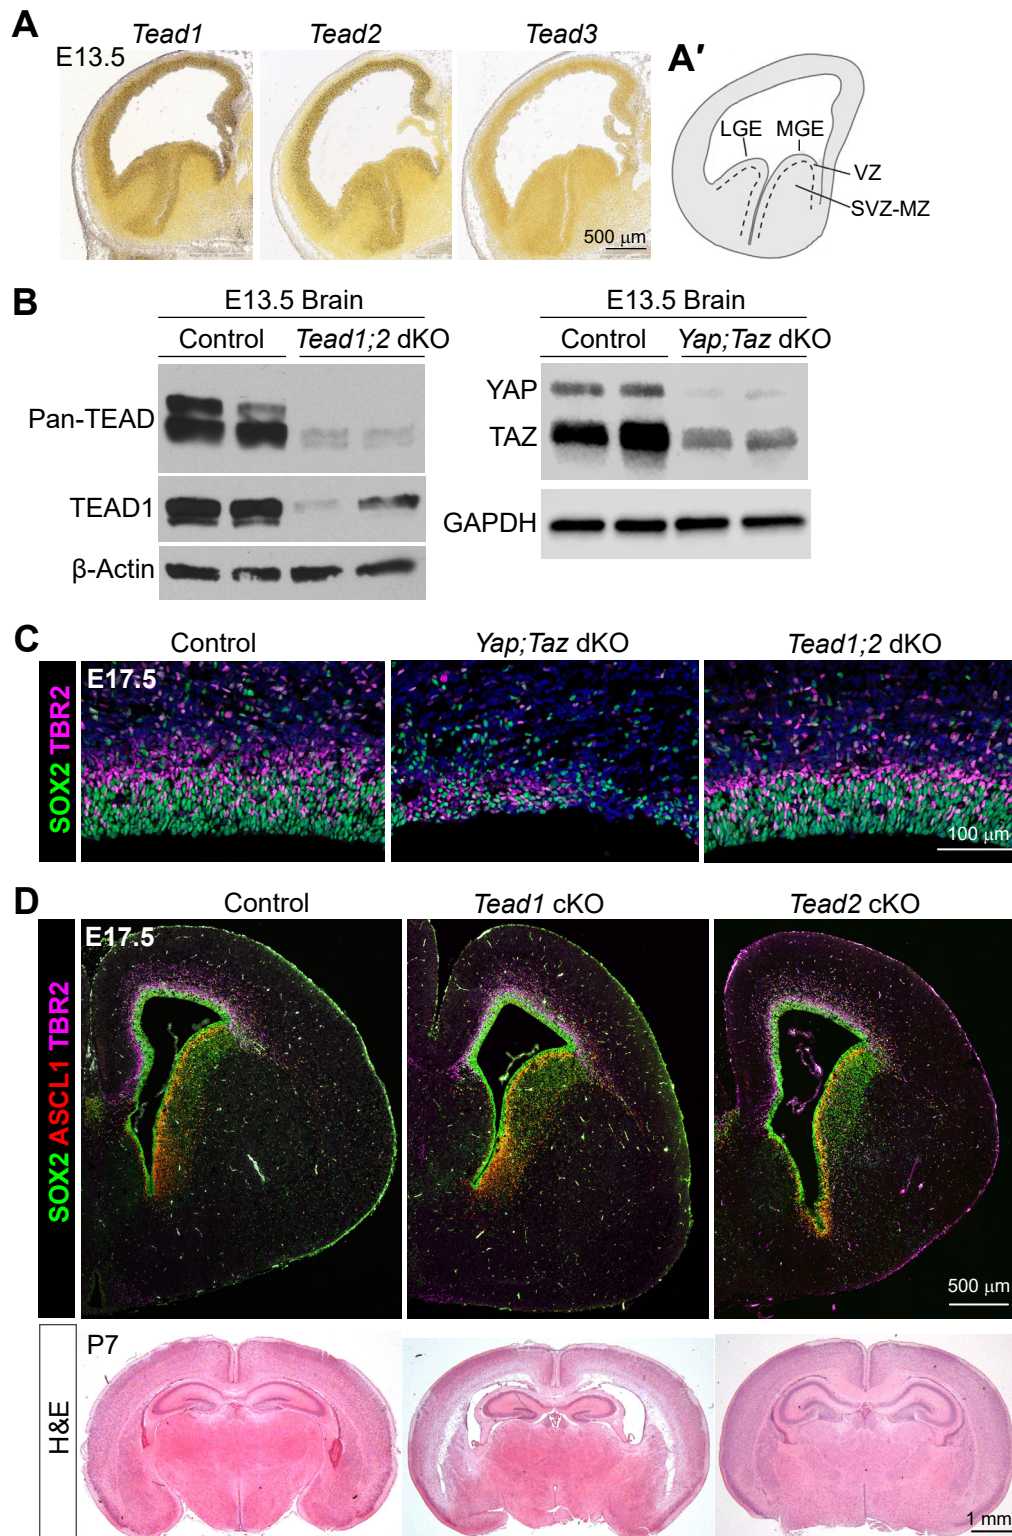 A
Tead1
Tead2
Tead3
E13.5
500 μm
A′
LGE
MGE
VZ
SVZ-MZ
B
E13.5 Brain
Control
Tead1;2 dKO
Pan-TEAD
TEAD1
β-Actin
E13.5 Brain
Control
Yap;Taz dKO
YAP
TAZ
GAPDH
C
Control
Yap;Taz dKO
Tead1;2 dKO
SOX2 TBR2
E17.5
100 μm
D
Control
Tead1 cKO
Tead2 cKO
SOX2 ASCL1 TBR2
E17.5
500 μm
H&E
P7
1 mm